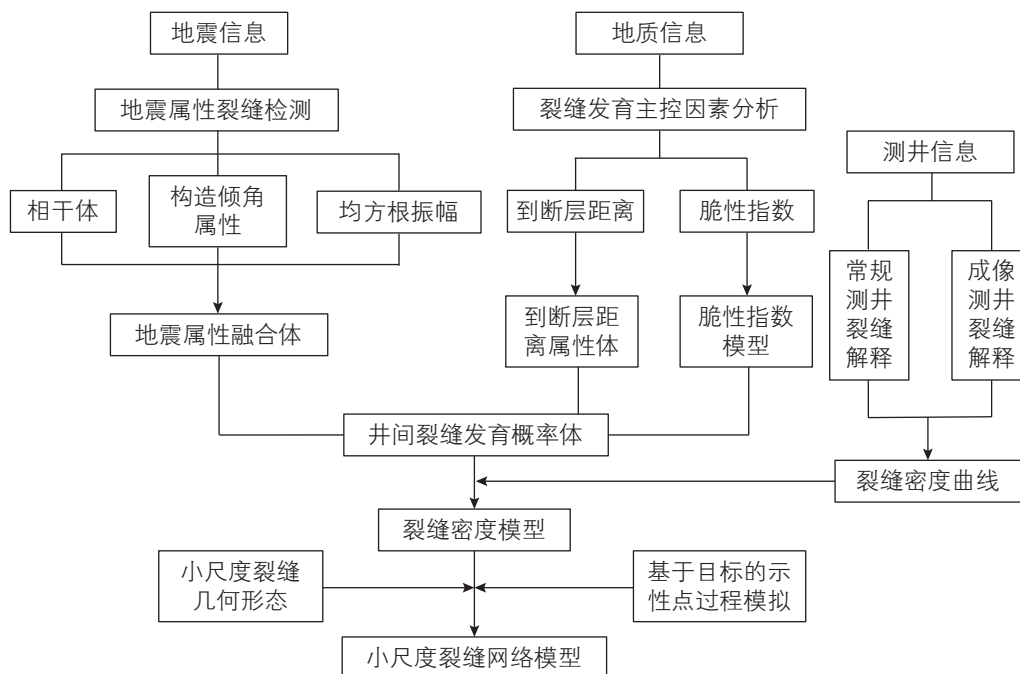 地震信息
地质信息
地震属性裂缝检测
裂缝发育主控因素分析
测井信息
相干体
构造倾角
属性
均方根振幅
到断层距离
脆性指数
常规
测井
裂缝
解释
成像
测井
裂缝
解释
地震属性融合体
到断层距
离属性体
脆性指数
模型
井间裂缝发育概率体
裂缝密度曲线
裂缝密度模型
小尺度裂缝
几何形态
基于目标的示
性点过程模拟
小尺度裂缝网络模型